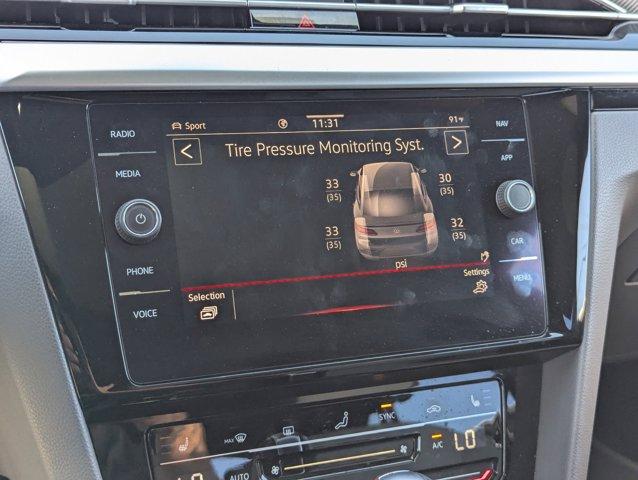 RADIO
MEDIA
PHONE
VOICE
Sport
11:31
91°F
< Tire Pressure Monitoring Syst. >
33
(35)
30
(35)
33
(35)
32
(35)
psi
Selection
Settings
NAV
APP
CAR
MENU
MAX
SYNC
A/C
LO
AUTO
LO